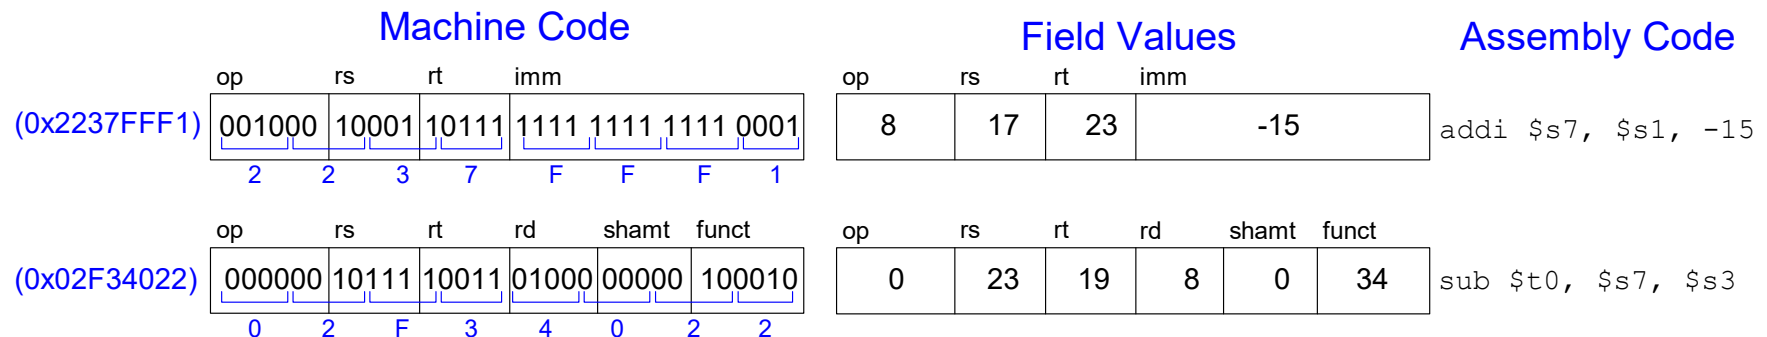 Machine Code Field Values Assembly Code
op rs rt imm op rs rt imm
(0x2237FFF1) 001000 10001 10111 1111 1111 1111 0001 8 17 23 -15 addi $s7, $s1, -15
2 2 3 7 F F F 1
op rs rt rd shamt funct op rs rt rd shamt funct
(0x02F34022) 000000 10111 10011 01000 00000 100010 0 23 19 8 0 34 sub $t0, $s7, $s3
0 2 F 3 4 0 2 2